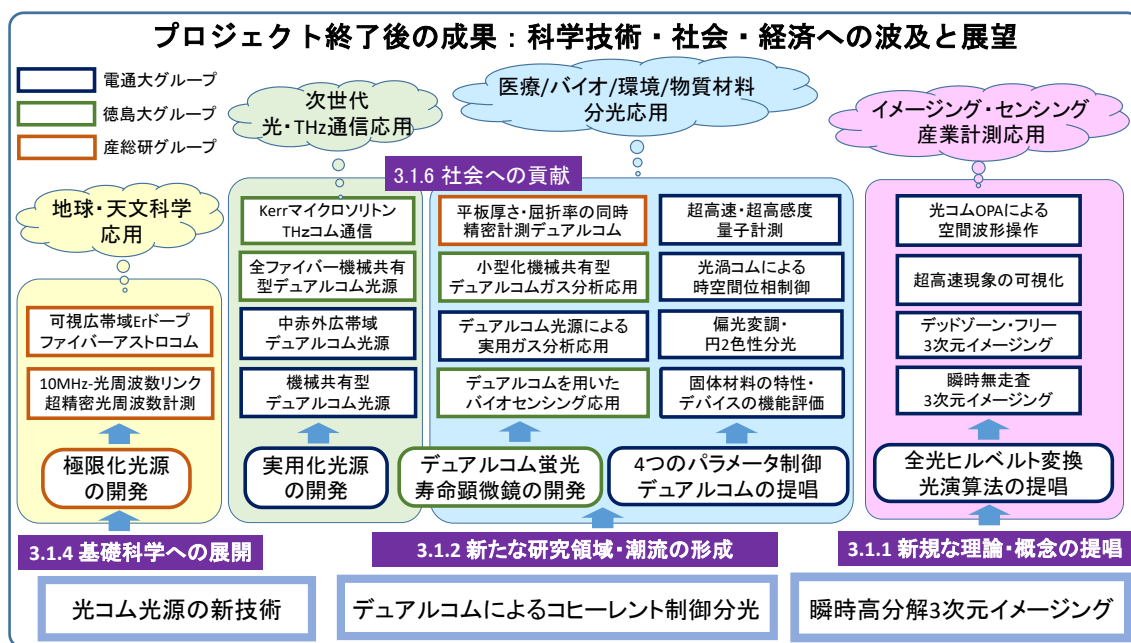 プロジェクト終了後の成果：科学技術・社会・経済への波及と展望
電通大グループ
徳島大グループ
産総研グループ
地球・天文科学
応用
次世代
光・THz通信応用
医療/バイオ/環境/物質材料
分光応用
イメージング・センシング
産業計測応用
3.1.6 社会への貢献
可視広帯域Erドープ
ファイバーアストロコム
10MHz-光周波数リンク
超精密光周波数計測
極限化光源
の開発
Kerrマイクロソリトン
THzコム通信
全ファイバー機械共有
型デュアルコム光源
中赤外広帯域
デュアルコム光源
機械共有型
デュアルコム光源
実用化光源
の開発
平板厚さ・屈折率の同時
精密計測デュアルコム
小型化機械共有型
デュアルコムガス分析応用
デュアルコム光源による
実用ガス分析応用
デュアルコムを用いた
バイオセンシング応用
デュアルコム蛍光
寿命顕微鏡の開発
超高速・超高感度
量子計測
光渦コムによる
時空間位相制御
偏光変調・
円2色性分光
固体材料の特性・
デバイスの機能評価
4つのパラメータ制御
デュアルコムの提唱
光コムOPAによる
空間波形操作
超高速現象の可視化
デッドゾーン・フリー
3次元イメージング
瞬時無走査
3次元イメージング
全光ヒルベルト変換
光演算法の提唱
3.1.4 基礎科学への展開
3.1.2 新たな研究領域・潮流の形成
3.1.1 新規な理論・概念の提唱
光コム光源の新技術
デュアルコムによるコヒーレント制御分光
瞬時高分解3次元イメージング